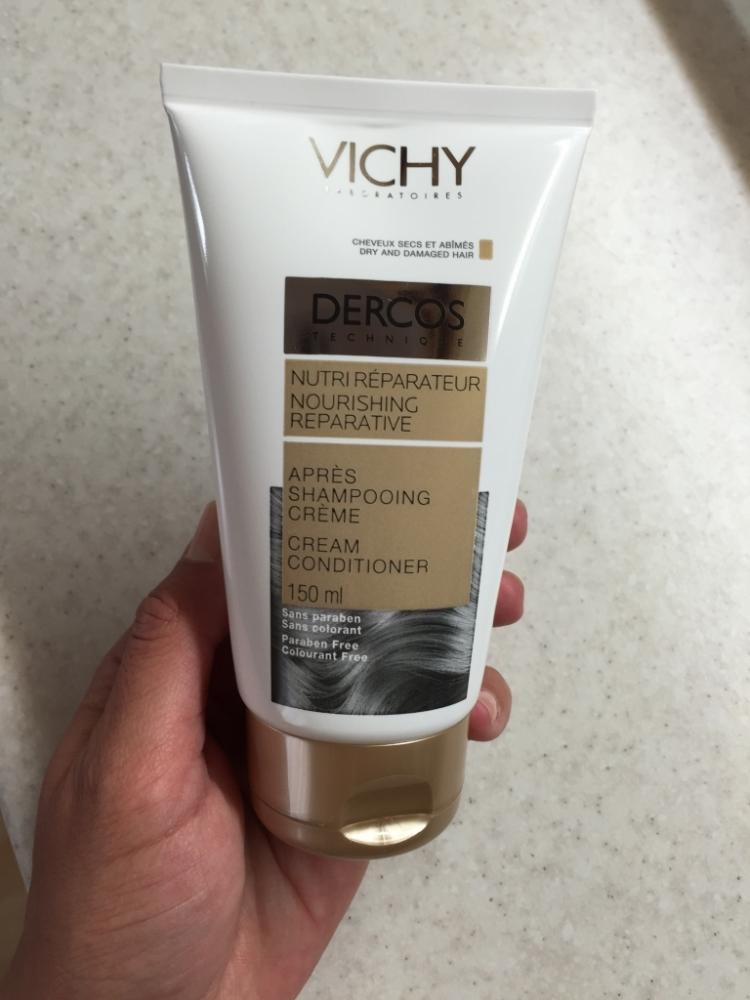 VICHY
LABORATOIRES
CHEVEUX SECS ET ABÎMÉS
DRY AND DAMAGED HAIR
DERCOS
TECHNIQUE
NUTRI RÉPARATEUR
NOURISHING
REPARATIVE
APRÈS
SHAMPOOING
CRÈME
CREAM
CONDITIONER
150 ml
Sans paraben
Sans colorant
Paraben Free
Colourant Free